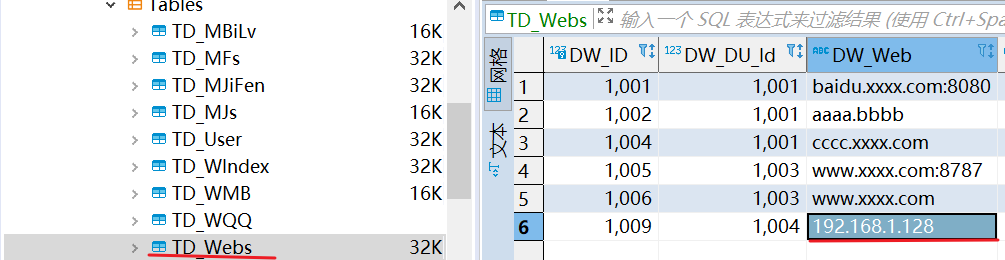 Tables
TD_MBiLv 16K
TD_MFs 32K
TD_MJiFen 32K
TD_MJs 16K
TD_User 32K
TD_WIndex 32K
TD_WMB 16K
TD_WQQ
TD_Webs 32K
TD_Webs 输入一个 SQL 表达式来过滤结果 (使用 Ctrl+Spa
网格
文本
DW_ID DW_DU_Id DW_Web
1 1,001 1,001 baidu.xxxx.com:8080
2 1,002 1,001 aaaa.bbbb
3 1,004 1,001 cccc.xxxx.com
4 1,005 1,003 www.xxxx.com:8787
5 1,006 1,003 www.xxxx.com
6 1,009 1,004 192.168.1.128